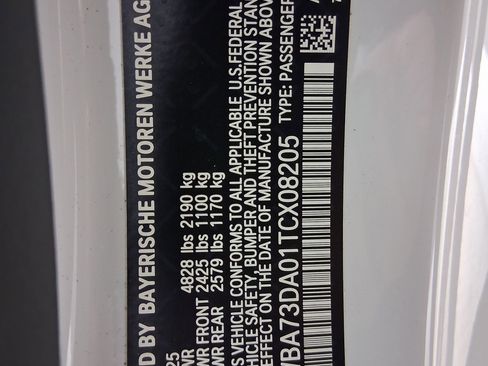 D BY BAYERISCHE MOTOREN WERKE AG
25
WR 4828 lbs 2190 kg
WR FRONT 2425 lbs 1100 kg
WR REAR 2579 lbs 1170 kg
S VEHICLE CONFORMS TO ALL APPLICABLE U.S. FEDERAL
VEHICLE SAFETY, BUMPER AND THEFT PREVENTION STAN
EFFECT ON THE DATE OF MANUFACTURE SHOWN ABOV
WBA73DA01TCX08205 TYPE: PASSENGER